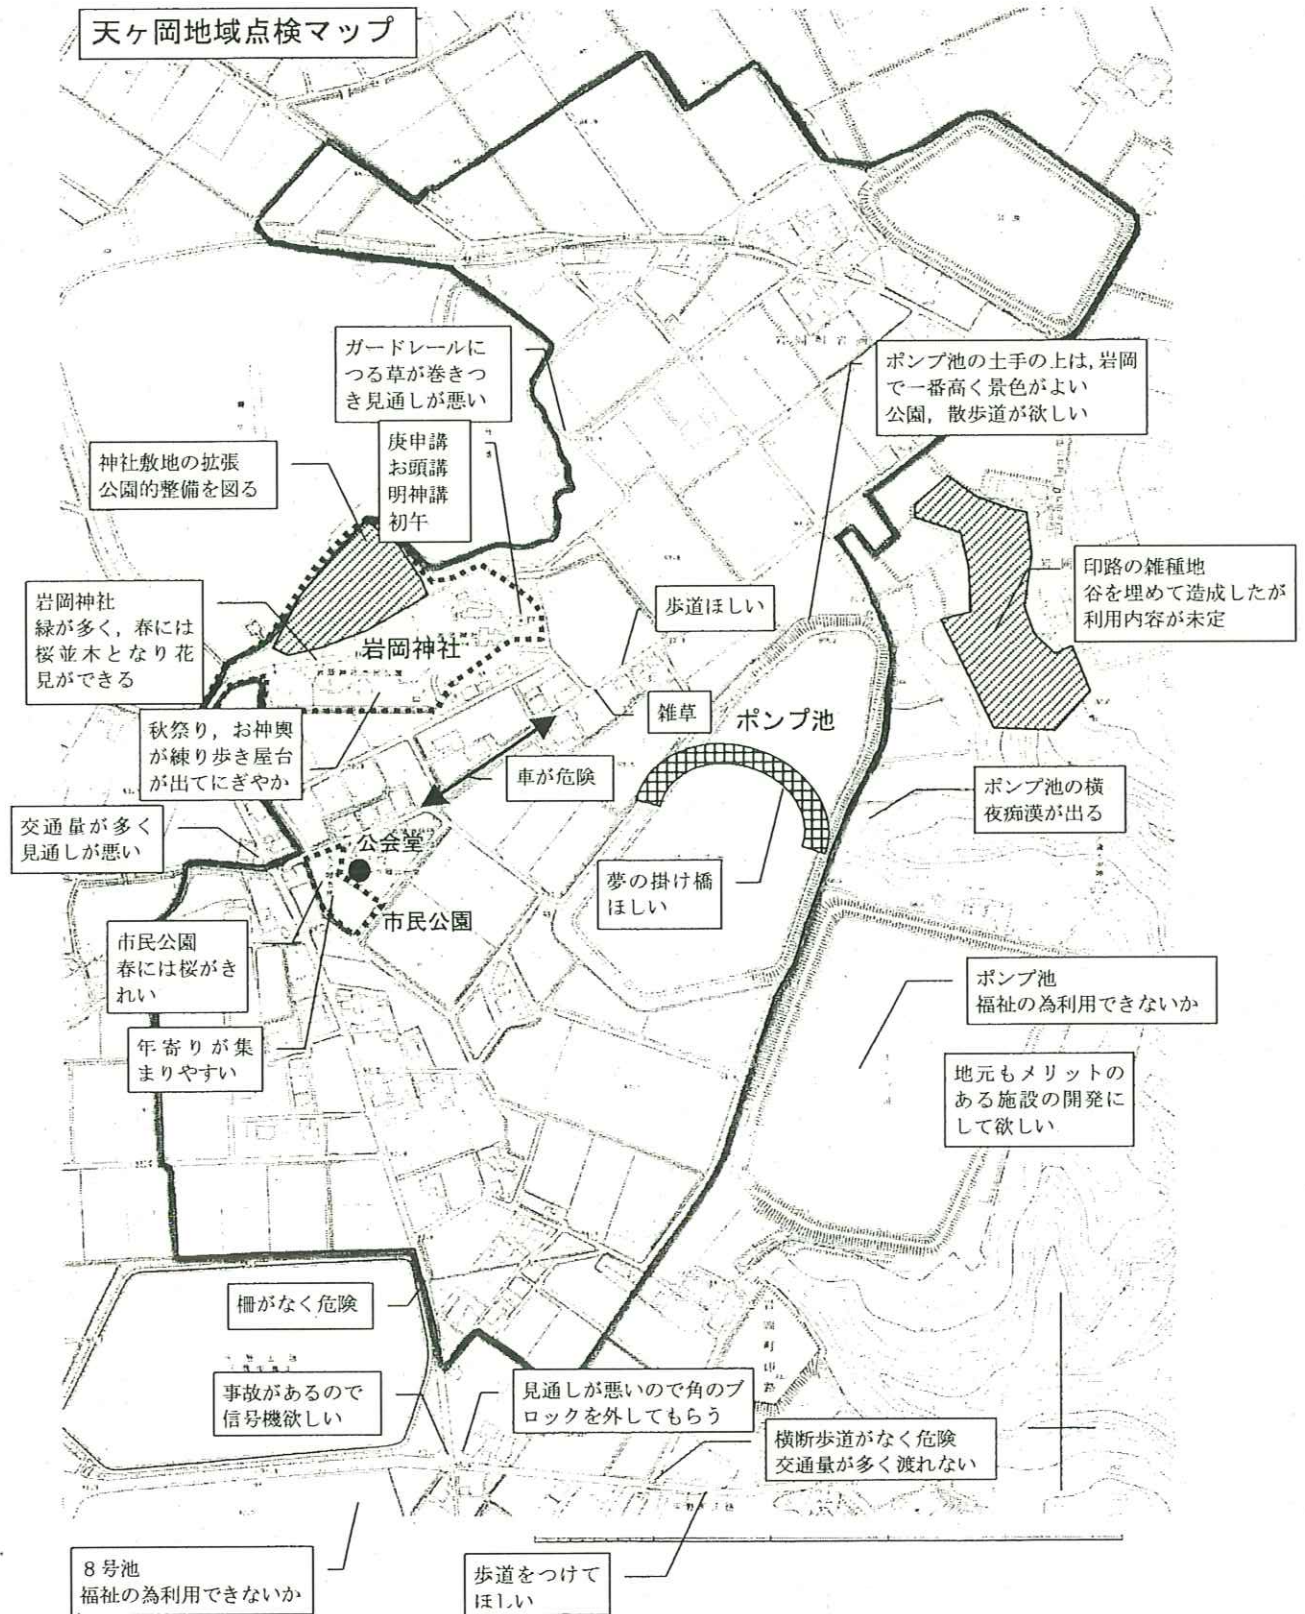 天ヶ岡地域点検マップ
ガードレールに
つる草が巻きつ
き見通しが悪い
ポンプ池の土手の上は，岩岡
で一番高く景色がよい
公園，散歩道が欲しい
庚申講
お頭講
明神講
初午
神社敷地の拡張
公園的整備を図る
印路の雑種地
谷を埋めて造成したが
利用内容が未定
岩岡神社
緑が多く，春には
桜並木となり花
見ができる
歩道ほしい
岩岡神社
雑草
ポンプ池
秋祭り，お神輿
が練り歩き屋台
が出てにぎやか
車が危険
ポンプ池の横
夜痴漢が出る
交通量が多く
見通しが悪い
公会堂
夢の掛け橋
ほしい
市民公園
市民公園
春には桜がき
れい
ポンプ池
福祉の為利用できないか
年寄りが集
まりやすい
地元もメリットの
ある施設の開発に
して欲しい
柵がなく危険
事故があるので
信号機欲しい
見通しが悪いので角のブ
ロックを外してもらう
横断歩道がなく危険
交通量が多く渡れない
８号池
福祉の為利用できないか
歩道をつけて
ほしい